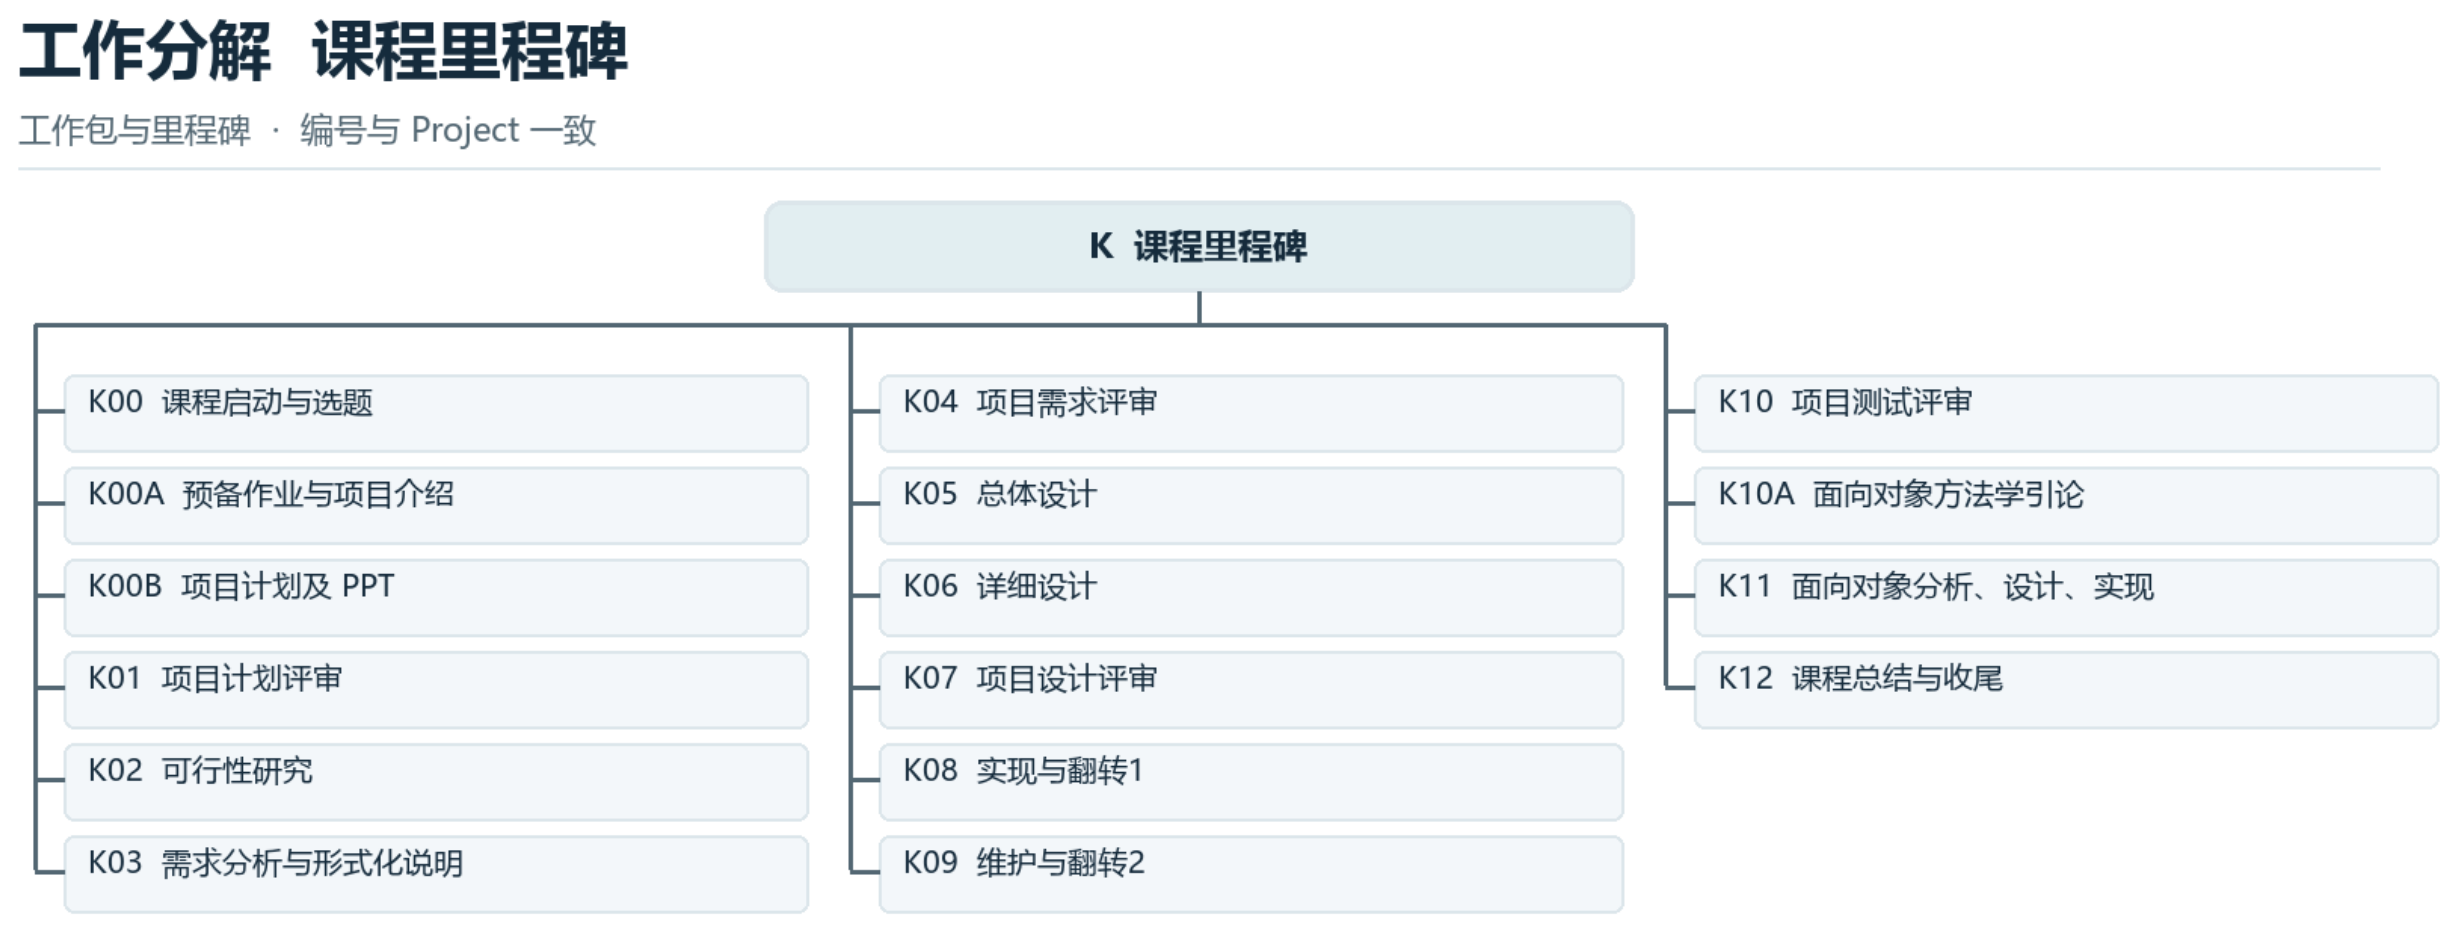 工作分解 课程里程碑
工作包与里程碑 · 编号与 Project 一致
K 课程里程碑
K00 课程启动与选题
K00A 预备作业与项目介绍
K00B 项目计划及 PPT
K01 项目计划评审
K02 可行性研究
K03 需求分析与形式化说明
K04 项目需求评审
K05 总体设计
K06 详细设计
K07 项目设计评审
K08 实现与翻转1
K09 维护与翻转2
K10 项目测试评审
K10A 面向对象方法学引论
K11 面向对象分析、设计、实现
K12 课程总结与收尾